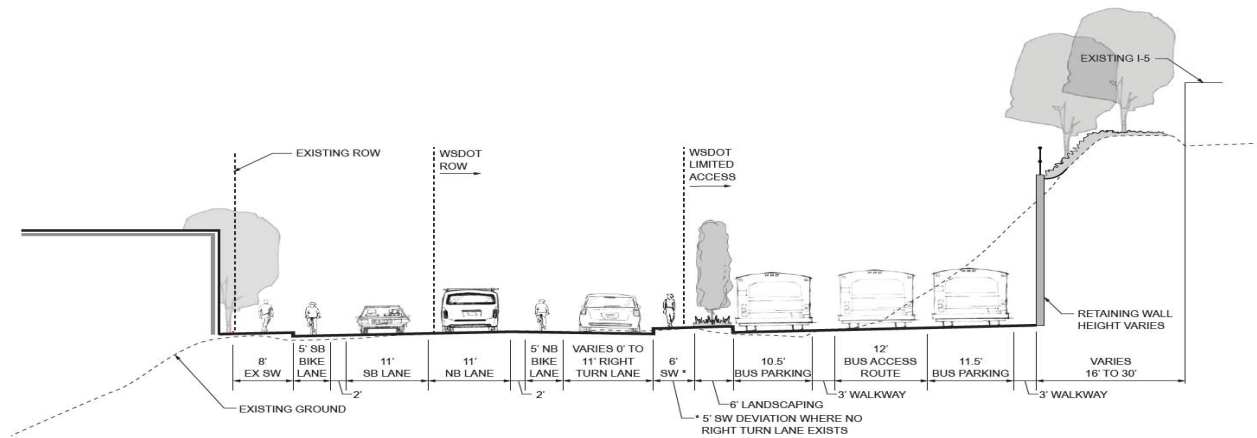 EXISTING I-5
EXISTING ROW
WSDOT
ROW
WSDOT
LIMITED
ACCESS
RETAINING WALL
HEIGHT VARIES
8'
EX SW
5' SB
BIKE
LANE
11'
SB LANE
11'
NB LANE
5' NB
BIKE
LANE
VARIES 0' TO
11' RIGHT
TURN LANE
6'
SW *
10.5'
BUS PARKING
12'
BUS ACCESS
ROUTE
11.5'
BUS PARKING
VARIES
16' TO 30'
2'
2'
3' WALKWAY
3' WALKWAY
6' LANDSCAPING
EXISTING GROUND
* 5' SW DEVIATION WHERE NO
RIGHT TURN LANE EXISTS